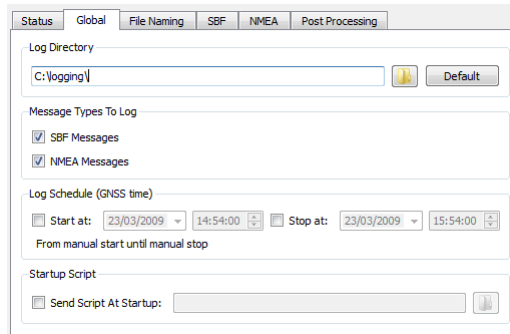 Status Global File Naming SBF NMEA Post Processing
Log Directory
C:\logging\ Default
Message Types To Log
SBF Messages
NMEA Messages
Log Schedule (GNSS time)
Start at: 23/03/2009 14:54:00 Stop at: 23/03/2009 15:54:00
From manual start until manual stop
Startup Script
Send Script At Startup: